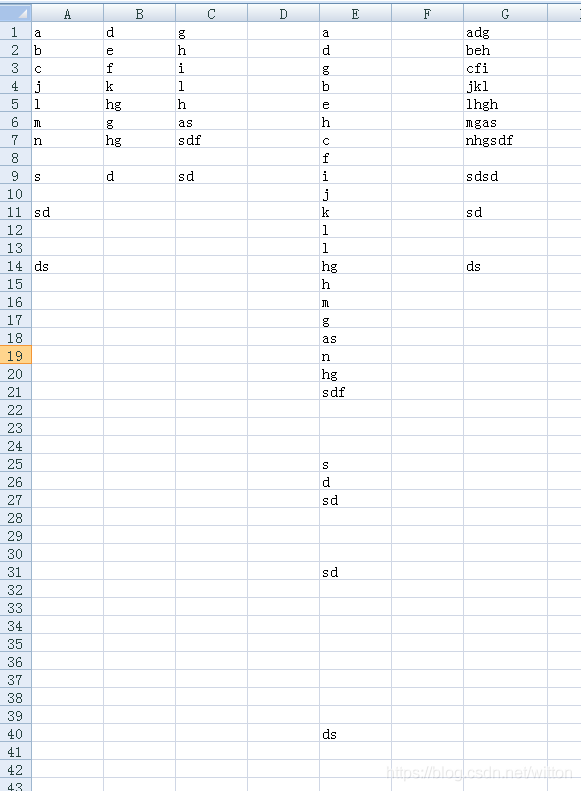 A B C D E F G
1 a d g a adg
2 b e h d beh
3 c f i g cfi
4 j k l b jkl
5 l hg h e lhgh
6 m g as h mgas
7 n hg sdf c nhgsdf
8 f
9 s d sd i sdsd
10 j
11 sd k sd
12 l
13 l
14 ds hg ds
15 h
16 m
17 g
18 as
19 n
20 hg
21 sdf
22
23
24
25 s
26 d
27 sd
28
29
30
31 sd
32
33
34
35
36
37
38
39
40 ds
41
42
43
https://blog.csdn.net/witton